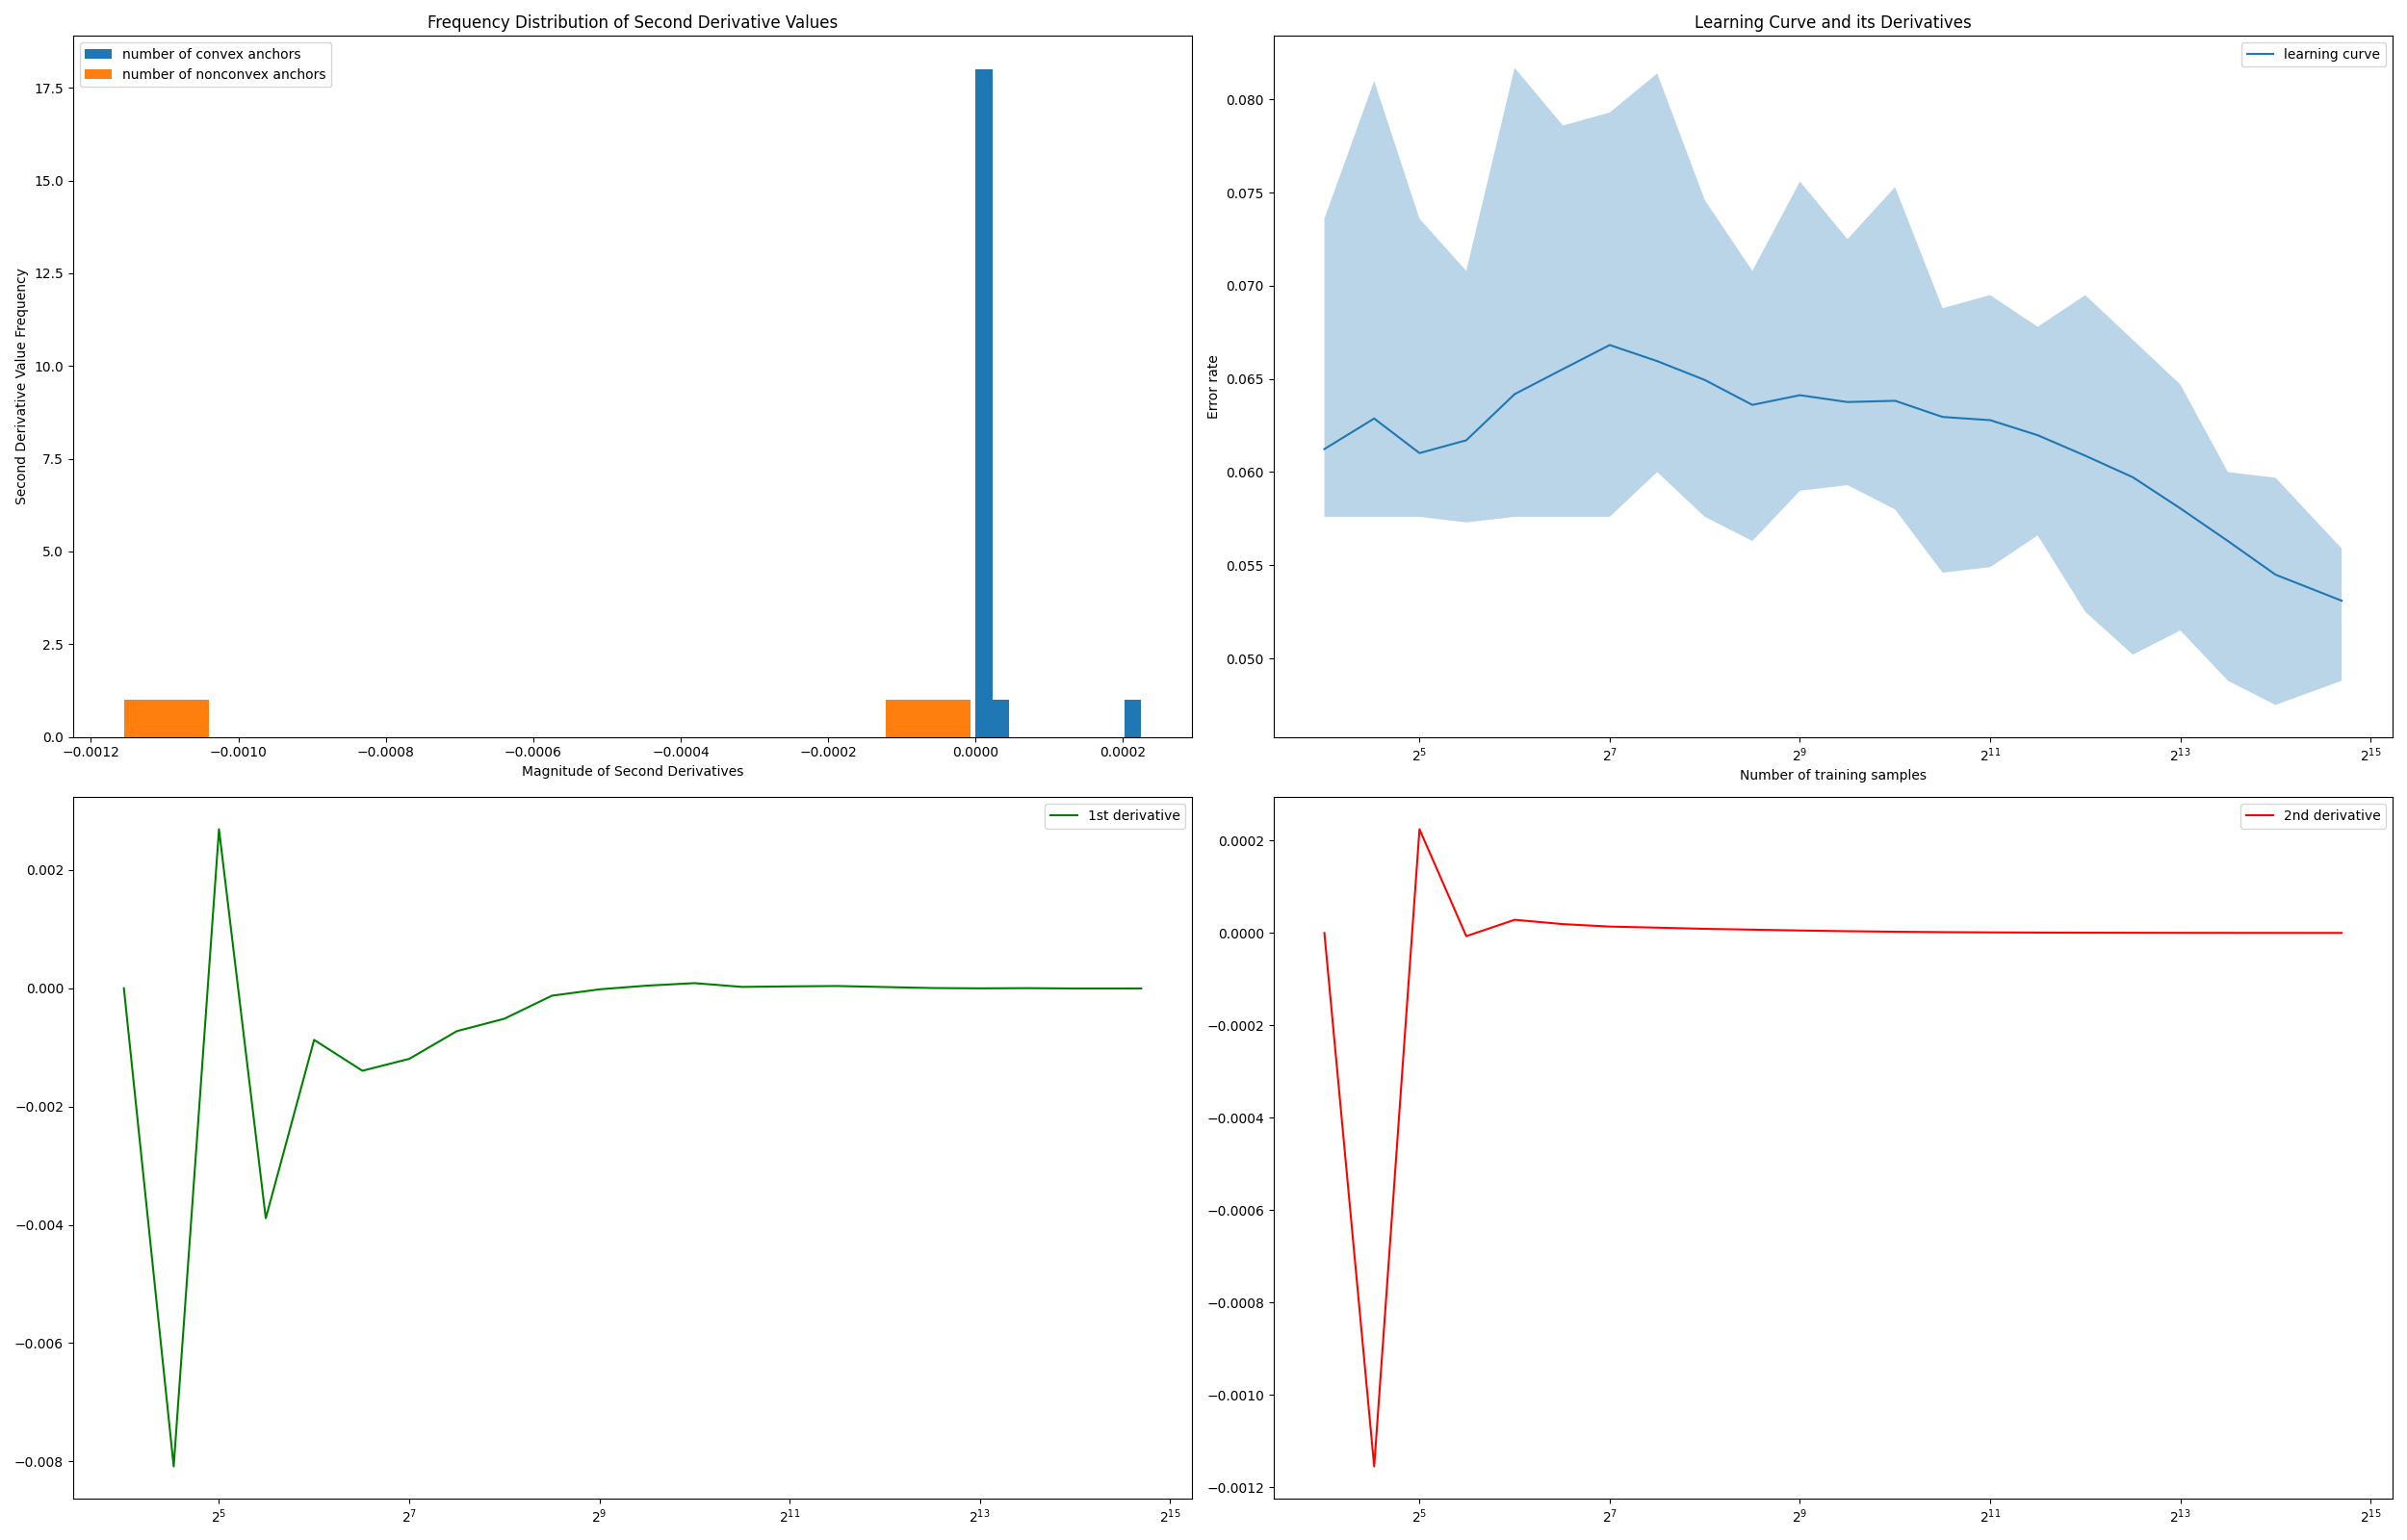 Frequency Distribution of Second Derivative Values
number of convex anchors
number of nonconvex anchors
Second Derivative Value Frequency
17.5
15.0
12.5
10.0
7.5
5.0
2.5
0.0
−0.0012 −0.0010 −0.0008 −0.0006 −0.0004 −0.0002 0.0000 0.0002
Magnitude of Second Derivatives
Learning Curve and its Derivatives
learning curve
Error rate
0.080
0.075
0.070
0.065
0.060
0.055
0.050
2^5 2^7 2^9 2^11 2^13 2^15
Number of training samples
1st derivative
0.002
0.000
−0.002
−0.004
−0.006
−0.008
2^5 2^7 2^9 2^11 2^13 2^15
2nd derivative
0.0002
0.0000
−0.0002
−0.0004
−0.0006
−0.0008
−0.0010
−0.0012
2^5 2^7 2^9 2^11 2^13 2^15